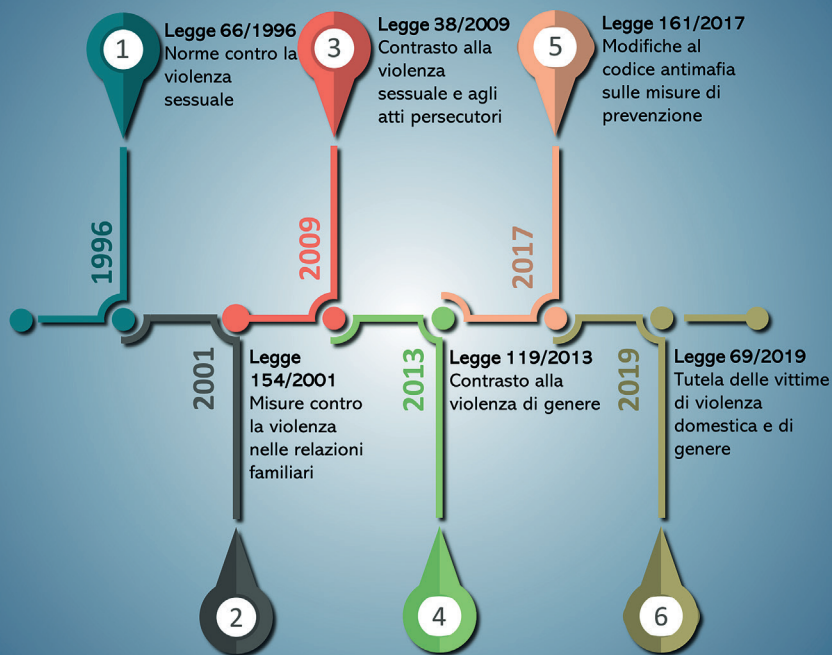 1
Legge 66/1996
Norme contro la
violenza
sessuale
1996
2001
Legge
154/2001
Misure contro
la violenza
nelle relazioni
familiari
2
3
Legge 38/2009
Contrasto alla
violenza
sessuale e agli
atti persecutori
2009
2013
Legge 119/2013
Contrasto alla
violenza di genere
4
5
Legge 161/2017
Modifiche al
codice antimafia
sulle misure di
prevenzione
2017
2019
Legge 69/2019
Tutela delle vittime
di violenza
domestica e di
genere
6